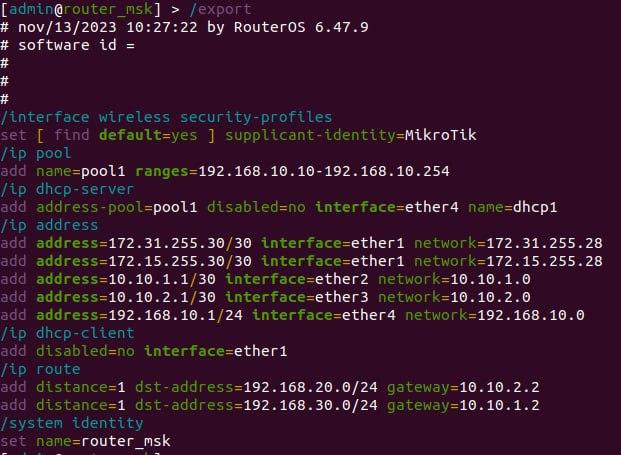 [admin@router_msk] > /export
# nov/13/2023 10:27:22 by RouterOS 6.47.9
# software id =
#
#
#
/interface wireless security-profiles
set [ find default=yes ] supplicant-identity=MikroTik
/ip pool
add name=pool1 ranges=192.168.10.10-192.168.10.254
/ip dhcp-server
add address-pool=pool1 disabled=no interface=ether4 name=dhcp1
/ip address
add address=172.31.255.30/30 interface=ether1 network=172.31.255.28
add address=172.15.255.30/30 interface=ether1 network=172.15.255.28
add address=10.10.1.1/30 interface=ether2 network=10.10.1.0
add address=10.10.2.1/30 interface=ether3 network=10.10.2.0
add address=192.168.10.1/24 interface=ether4 network=192.168.10.0
/ip dhcp-client
add disabled=no interface=ether1
/ip route
add distance=1 dst-address=192.168.20.0/24 gateway=10.10.2.2
add distance=1 dst-address=192.168.30.0/24 gateway=10.10.1.2
/system identity
set name=router_msk